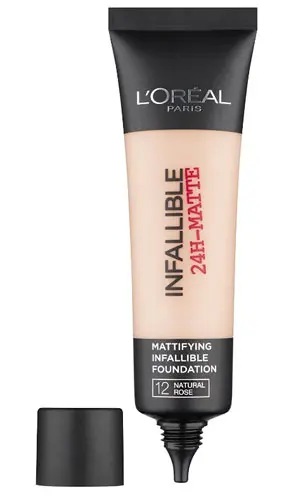 L'ORÉAL
PARIS
INFALLIBLE
24H-MATTE
MATTIFYING
INFALLIBLE
FOUNDATION
12 NATURAL
ROSE